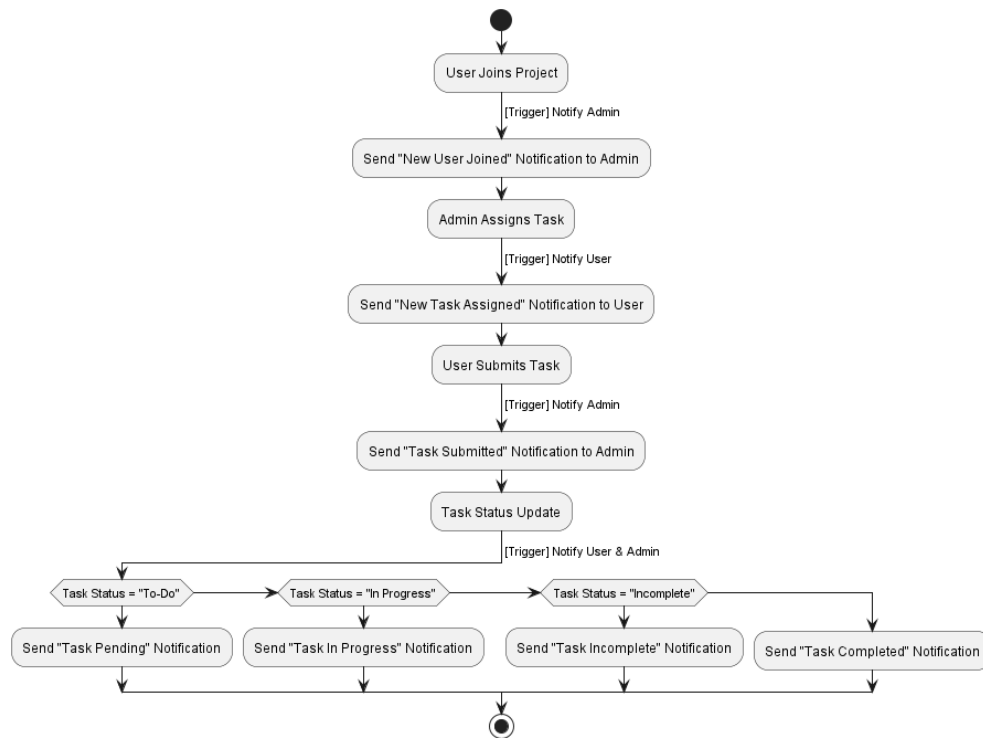 User Joins Project
[Trigger] Notify Admin
Send "New User Joined" Notification to Admin
Admin Assigns Task
[Trigger] Notify User
Send "New Task Assigned" Notification to User
User Submits Task
[Trigger] Notify Admin
Send "Task Submitted" Notification to Admin
Task Status Update
[Trigger] Notify User & Admin
Task Status = "To-Do"
Task Status = "In Progress"
Task Status = "Incomplete"
Send "Task Pending" Notification
Send "Task In Progress" Notification
Send "Task Incomplete" Notification
Send "Task Completed" Notification